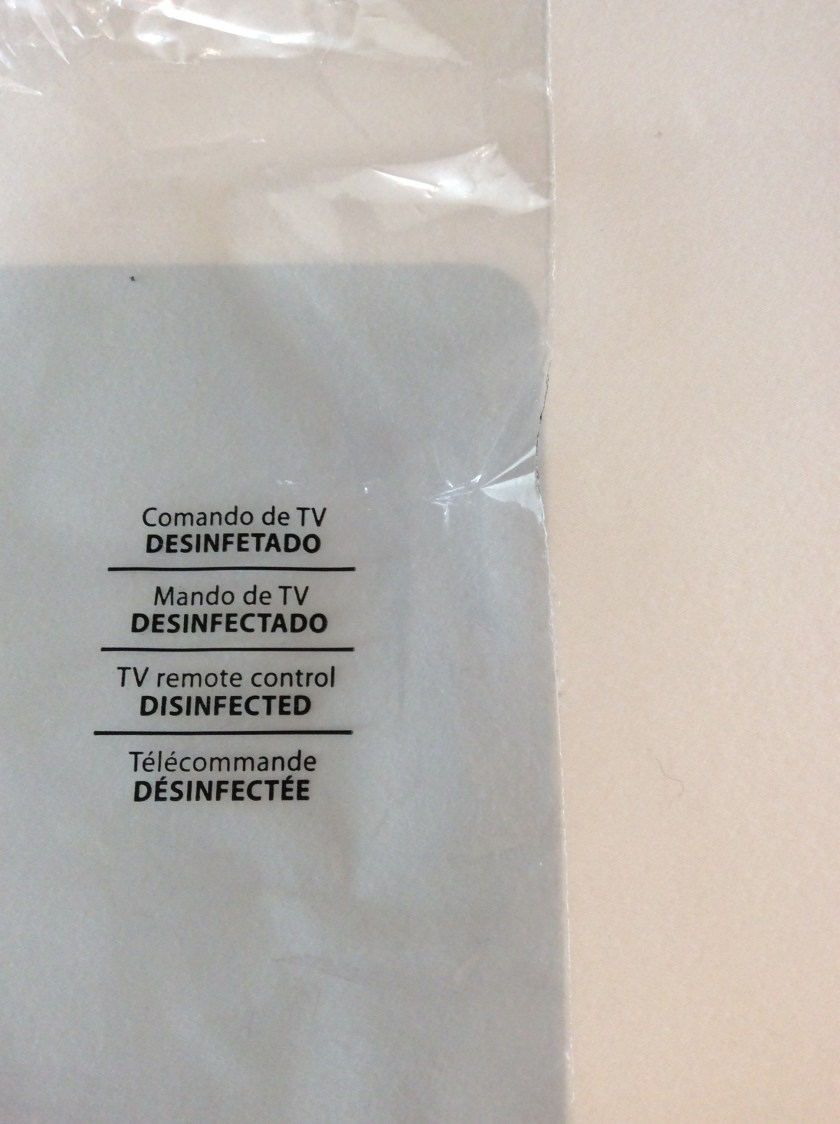 Comando de TV
DESINFETADO
Mando de TV
DESINFECTADO
TV remote control
DISINFECTED
Télécommande
DÉSINFECTÉE